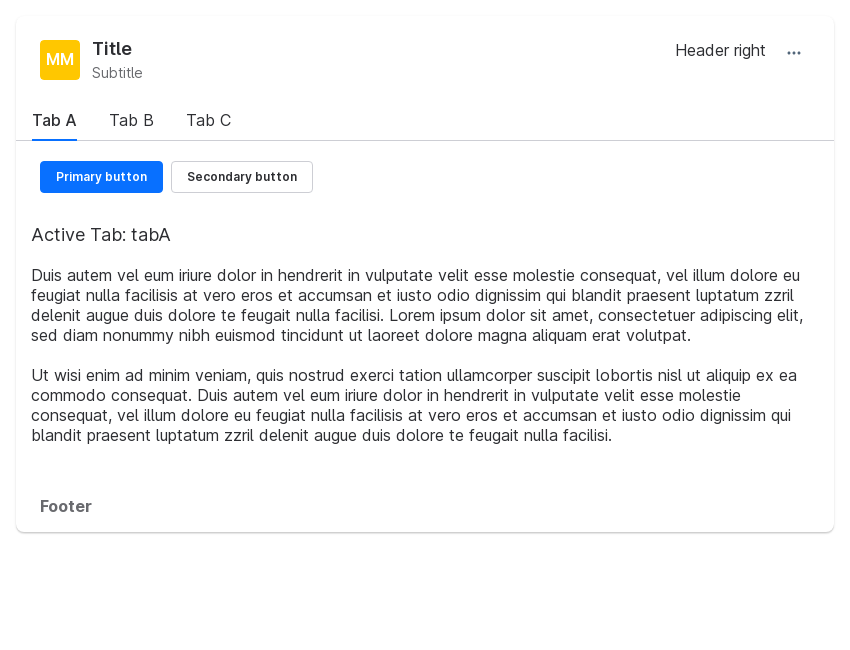 MM
Title
Subtitle
Header right
Tab A Tab B Tab C
Primary button Secondary button
Active Tab: tabA
Duis autem vel eum iriure dolor in hendrerit in vulputate velit esse molestie consequat, vel illum dolore eu
feugiat nulla facilisis at vero eros et accumsan et iusto odio dignissim qui blandit praesent luptatum zzril
delenit augue duis dolore te feugait nulla facilisi. Lorem ipsum dolor sit amet, consectetuer adipiscing elit,
sed diam nonummy nibh euismod tincidunt ut laoreet dolore magna aliquam erat volutpat.
Ut wisi enim ad minim veniam, quis nostrud exerci tation ullamcorper suscipit lobortis nisl ut aliquip ex ea
commodo consequat. Duis autem vel eum iriure dolor in hendrerit in vulputate velit esse molestie
consequat, vel illum dolore eu feugiat nulla facilisis at vero eros et accumsan et iusto odio dignissim qui
blandit praesent luptatum zzril delenit augue duis dolore te feugait nulla facilisi.
Footer